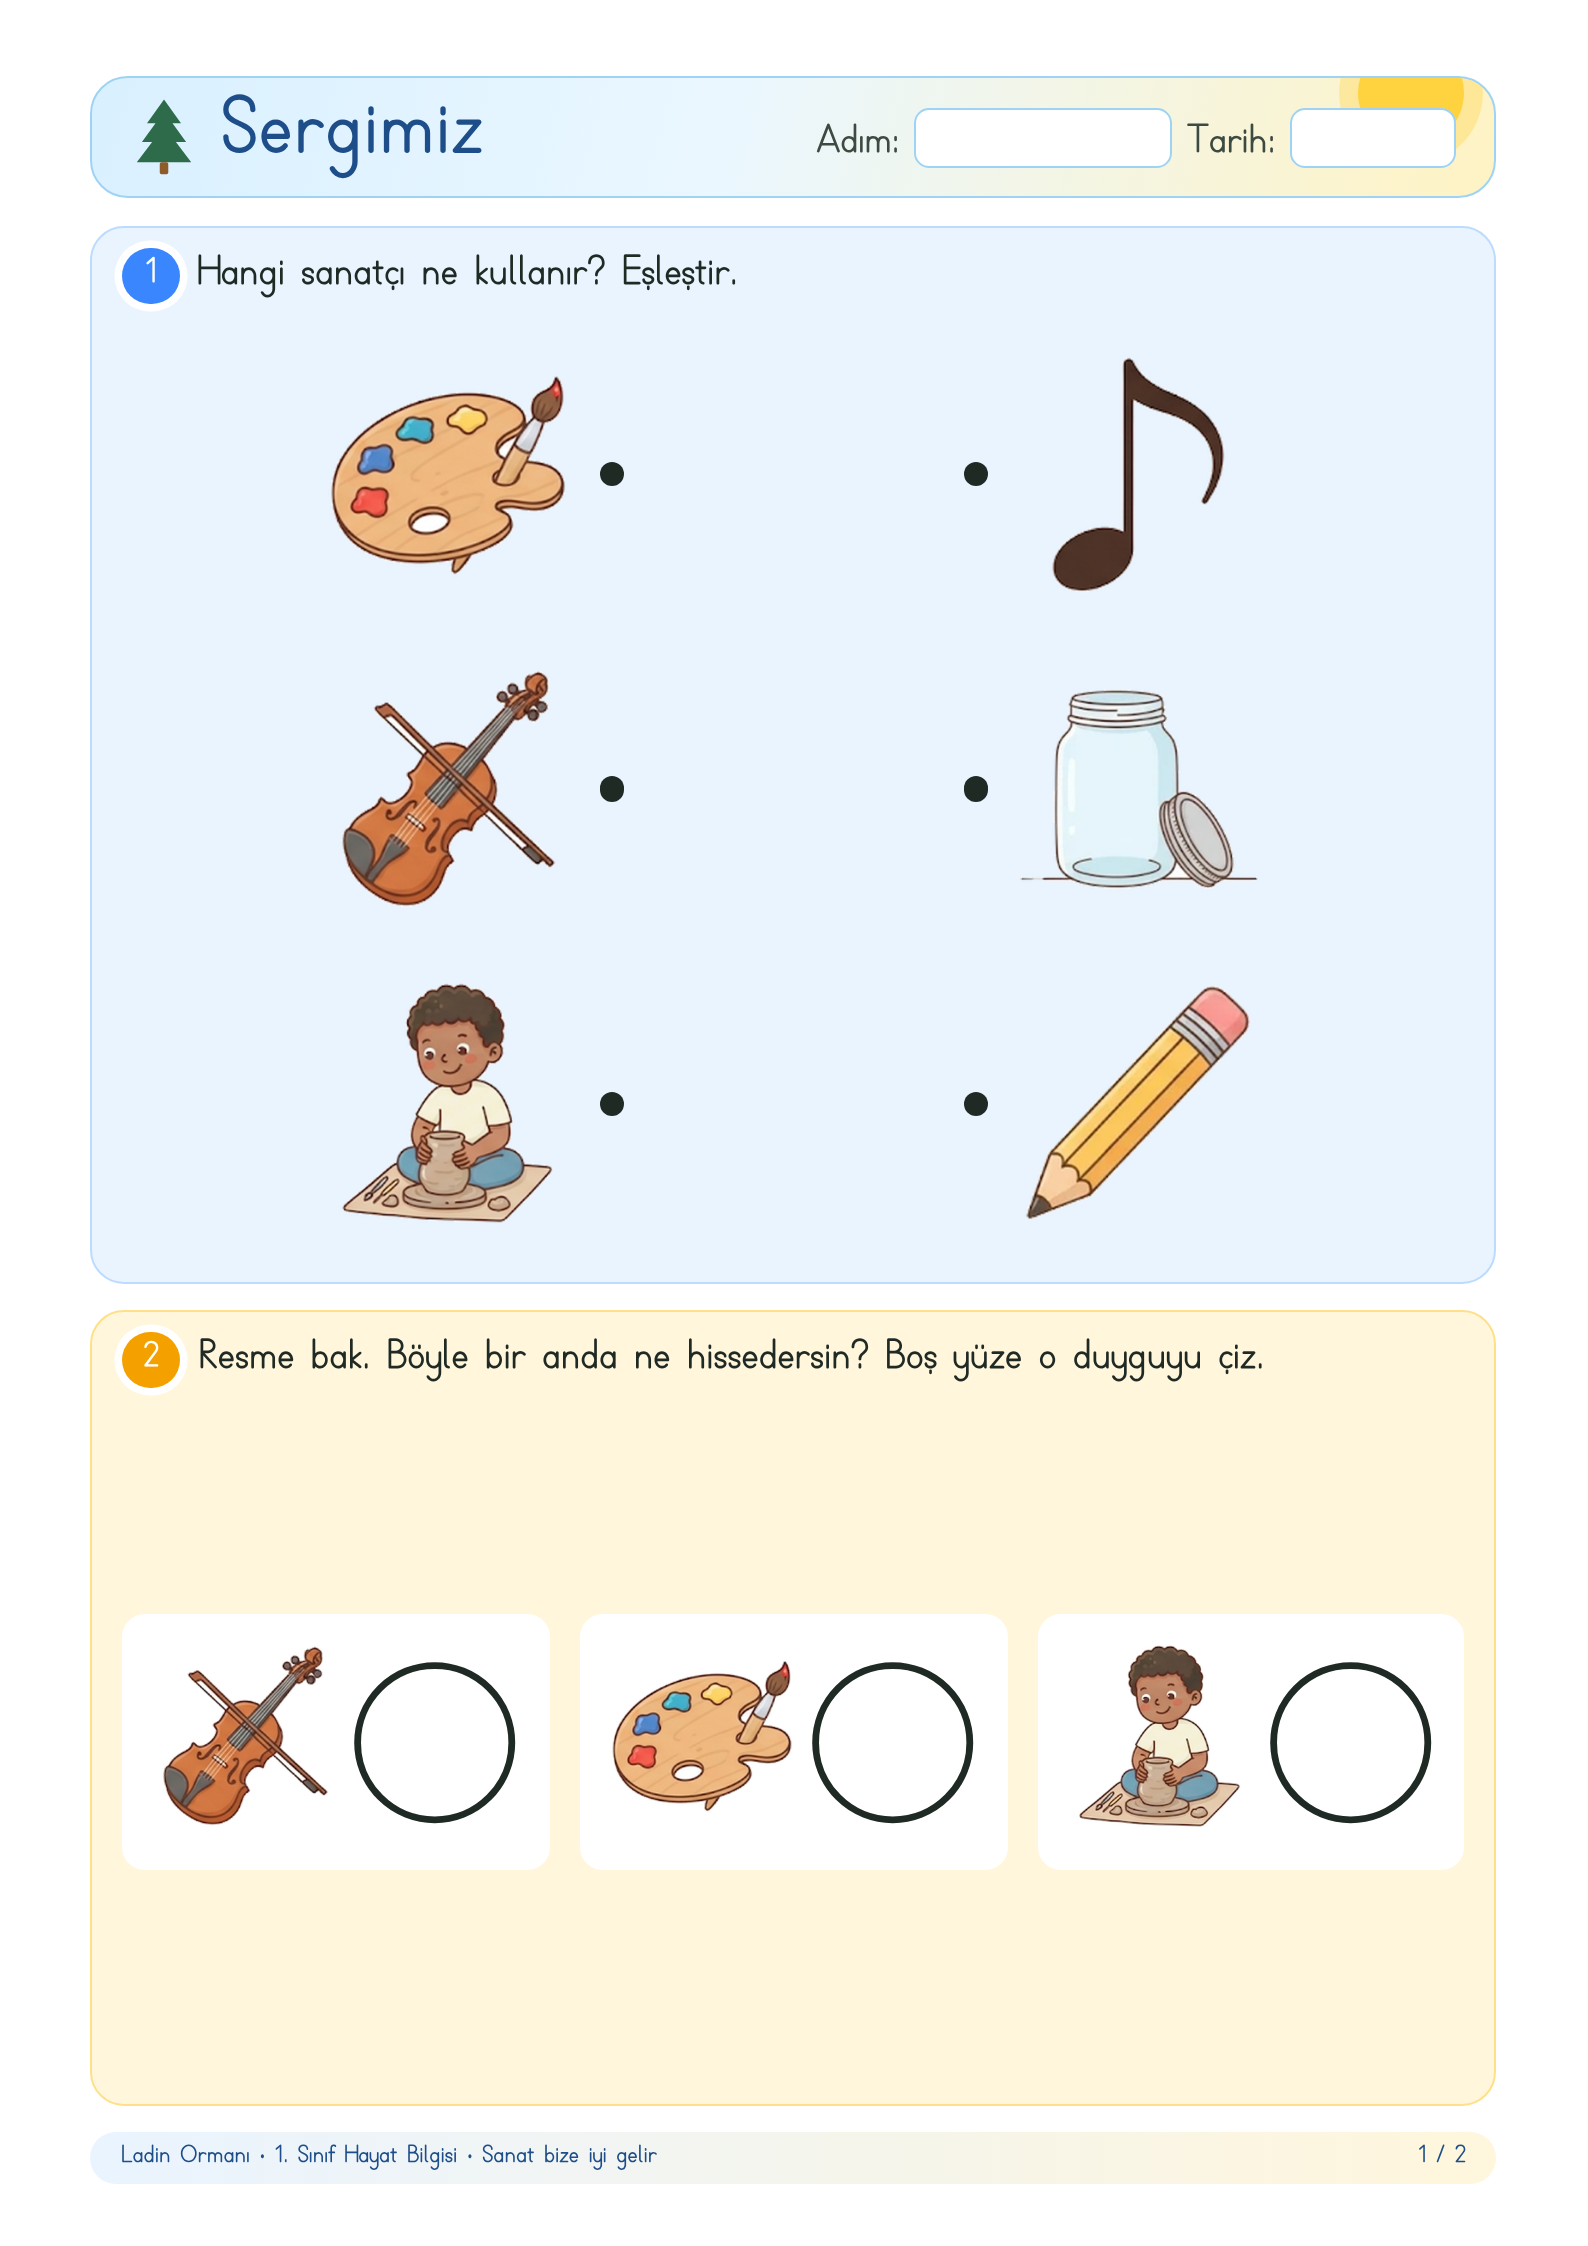 Sergimiz
Adım:
Tarih:
1 Hangi sanatçı ne kullanır? Eşleştir.
2 Resme bak. Böyle bir anda ne hissedersin? Boş yüze o duyguyu çiz.
Ladin Ormanı • 1. Sınıf Hayat Bilgisi • Sanat bize iyi gelir
1 / 2